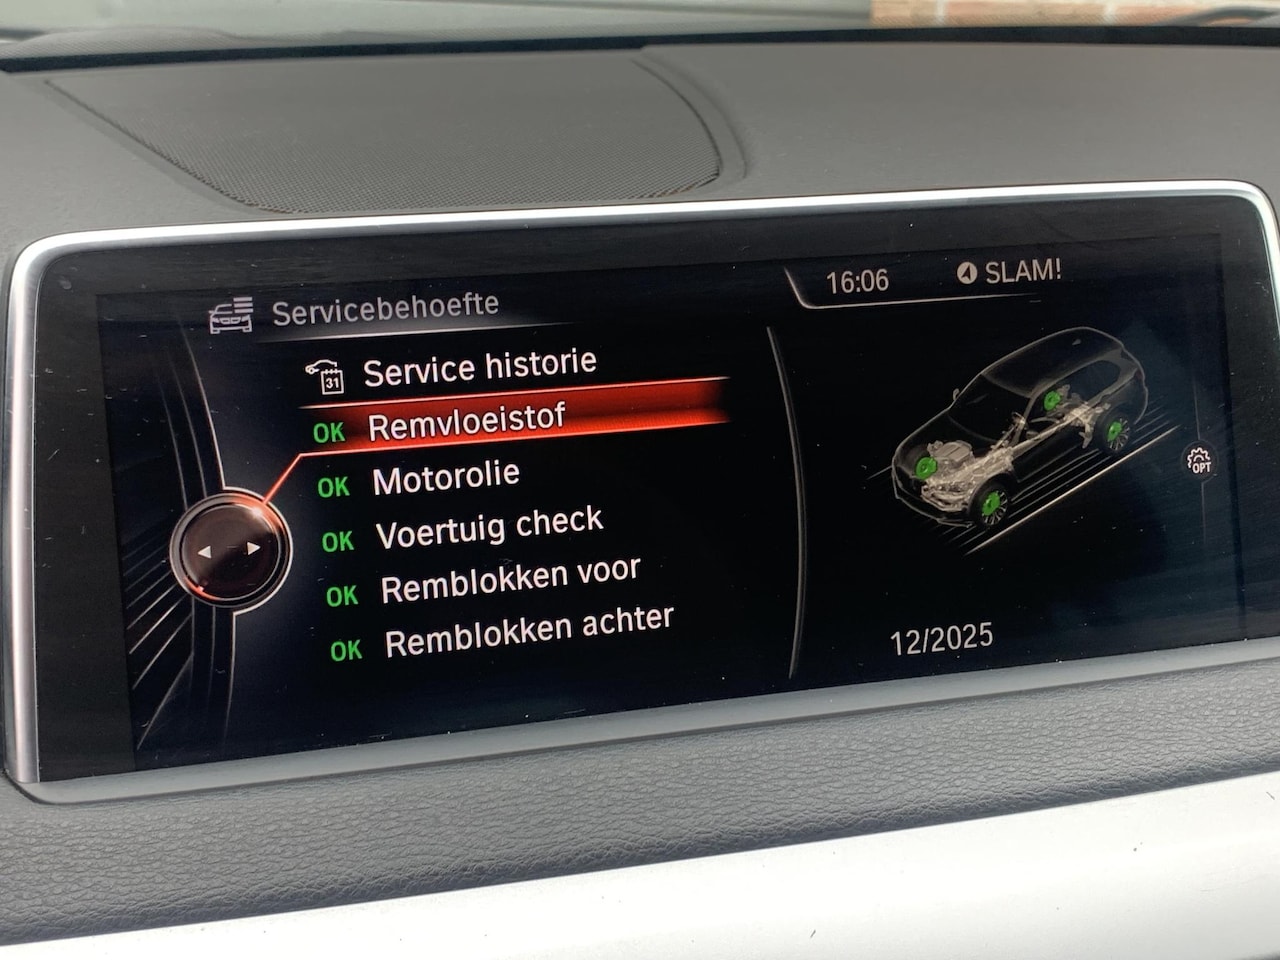 Servicebehoefte
16:06
SLAM!
31
Service historie
OK Remvloeistof
OK Motorolie
OK Voertuig check
OK Remblokken voor
OK Remblokken achter
OPT
12/2025